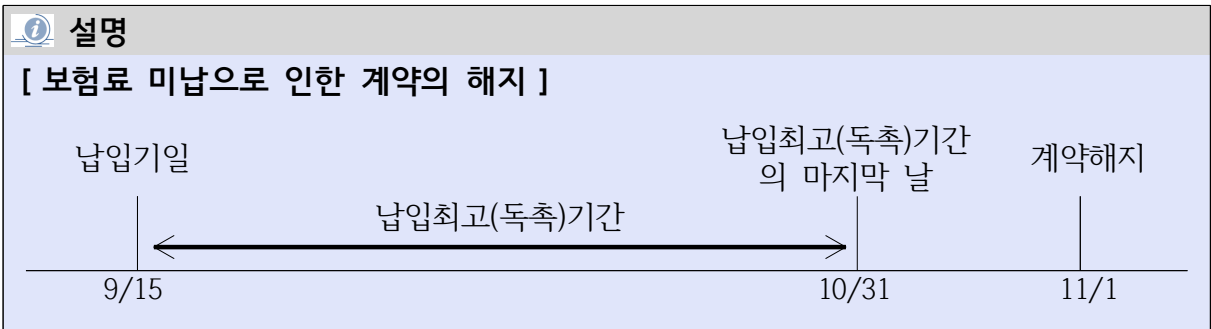 설명
[ 보험료 미납으로 인한 계약의 해지 ]
납입기일
납입최고(독촉)기간
의 마지막 날
계약해지
납입최고(독촉)기간
9/15
10/31
11/1